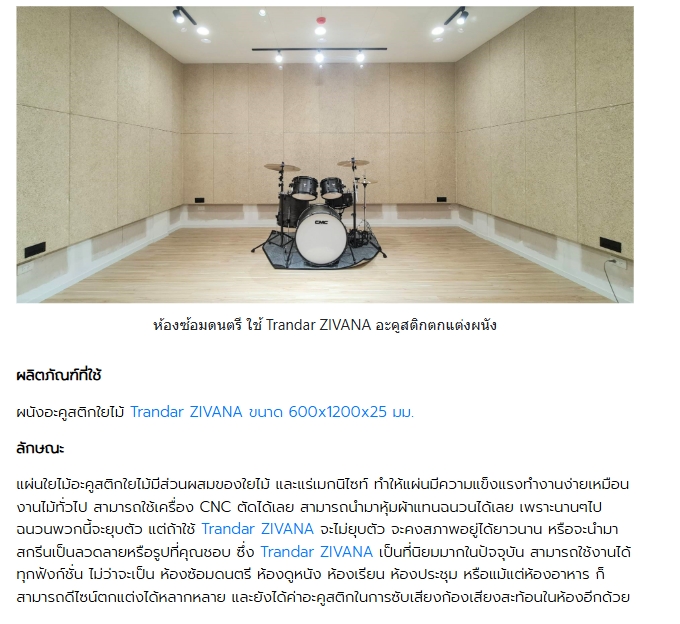 CMC
ห้องซ้อมดนตรี ใช้ Trandar ZIVANA อะคูสติกตกแต่งผนัง
ผลิตภัณฑ์ที่ใช้
ผนังอะคูสติกใยไม้ Trandar ZIVANA ขนาด 600x1200x25 มม.
ลักษณะ
แผ่นใยไม้อะคูสติกใยไม้มีส่วนผสมของใยไม้ และแร่เมกนิไซท์ ทำให้แผ่นมีความแข็งแรงทำงานง่ายเหมือน
งานไม้ทั่วไป สามารถใช้เครื่อง CNC ตัดได้เลย สามารถนำมาหุ้มผ้าแทนฉนวนได้เลย เพราะนานๆไป
ฉนวนพวกนี้จะยุบตัว แต่ถ้าใช้ Trandar ZIVANA จะไม่ยุบตัว จะคงสภาพอยู่ได้ยาวนาน หรือจะนำมา
สกรีนเป็นลวดลายหรือรูปที่คุณชอบ ซึ่ง Trandar ZIVANA เป็นที่นิยมมากในปัจจุบัน สามารถใช้งานได้
ทุกฟังก์ชั่น ไม่ว่าจะเป็น ห้องซ้อมดนตรี ห้องดูหนัง ห้องเรียน ห้องประชุม หรือแม้แต่ห้องอาหาร ก็
สามารถดีไซน์ตกแต่งได้หลากหลาย และยังได้ค่าอะคูสติกในการซับเสียงก้องเสียงสะท้อนในห้องอีกด้วย